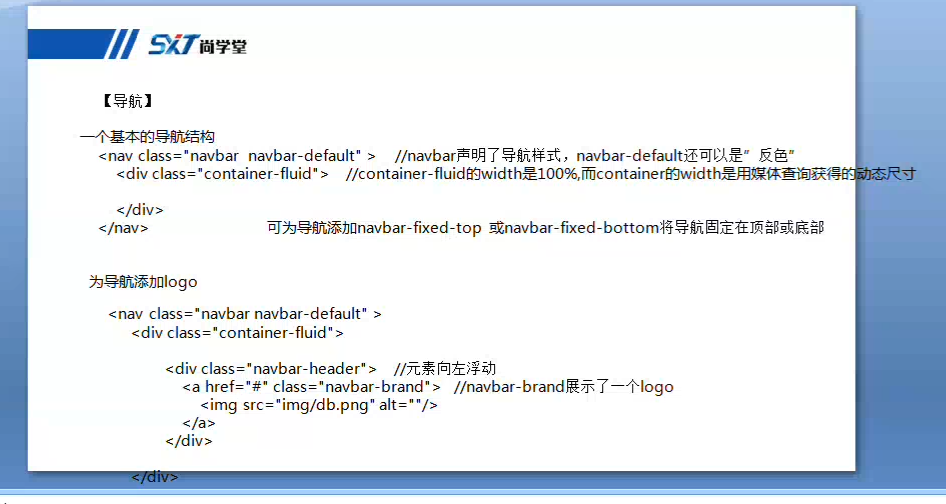 SXT尚学堂
【导航】
一个基本的导航结构
<nav class="navbar  navbar-default" >    //navbar声明了导航样式，navbar-default还可以是”反色”
<div class="container-fluid">    //container-fluid的width是100%,而container的width是用媒体查询获得的动态尺寸
</div>
</nav>    可为导航添加navbar-fixed-top  或navbar-fixed-bottom将导航固定在顶部或底部
为导航添加logo
<nav class="navbar navbar-default" >
<div class="container-fluid">
<div class="navbar-header">    //元素向左浮动
<a href="#" class="navbar-brand">   //navbar-brand展示了一个logo
<img src="img/db.png" alt=""/>
</a>
</div>
</div>